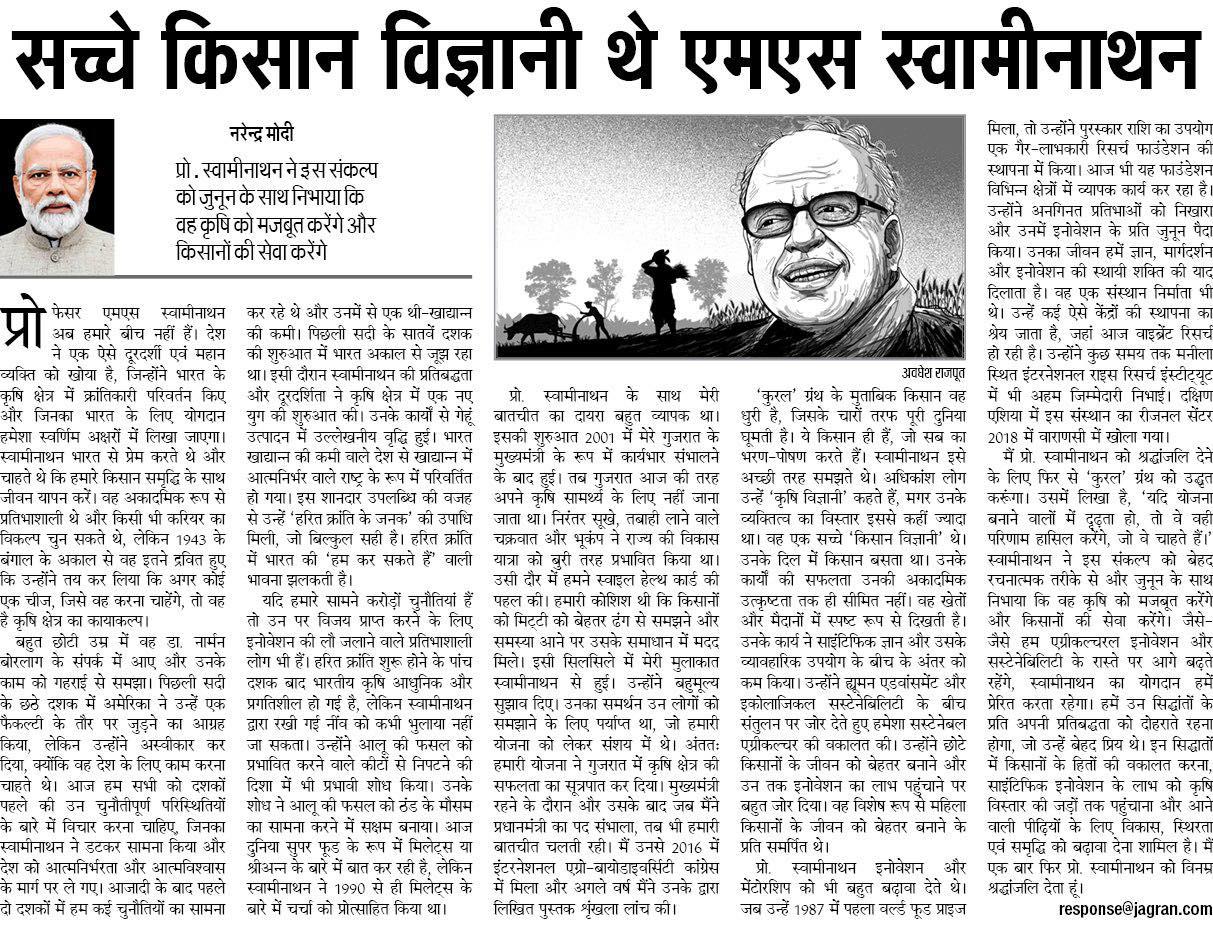 सच्चे किसान विज्ञानी थे एमएस स्वामीनाथन
नरेन्द्र मोदी
प्रो. स्वामीनाथन ने इस संकल्प
को जुनून के साथ निभाया कि
वह कृषि को मजबूत करेंगे और
किसानों की सेवा करेंगे
प्रोफेसर एमएस स्वामीनाथन
अब हमारे बीच नहीं हैं। देश
ने एक ऐसे दूरदर्शी एवं महान
व्यक्ति को खोया है, जिन्होंने भारत के
कृषि क्षेत्र में क्रांतिकारी परिवर्तन किए
और जिनका भारत के लिए योगदान
हमेशा स्वर्णिम अक्षरों में लिखा जाएगा।
स्वामीनाथन भारत से प्रेम करते थे और
चाहते थे कि हमारे किसान समृद्धि के साथ
जीवन यापन करें। वह अकादमिक रूप से
प्रतिभाशाली थे और किसी भी करियर का
विकल्प चुन सकते थे, लेकिन 1943 के
बंगाल के अकाल से वह इतने द्रवित हुए
कि उन्होंने तय कर लिया कि अगर कोई
एक चीज, जिसे वह करना चाहेंगे, तो वह
है कृषि क्षेत्र का कायाकल्प।
बहुत छोटी उम्र में वह डा. नार्मन
बोरलाग के संपर्क में आए और उनके
काम को गहराई से समझा। पिछली सदी
के छठे दशक में अमेरिका ने उन्हें एक
फैकल्टी के तौर पर जुड़ने का आग्रह
किया, लेकिन उन्होंने अस्वीकार कर
दिया, क्योंकि वह देश के लिए काम करना
चाहते थे। आज हम सभी को दशकों
पहले की उन चुनौतीपूर्ण परिस्थितियों
के बारे में विचार करना चाहिए, जिनका
स्वामीनाथन ने डटकर सामना किया और
देश को आत्मनिर्भरता और आत्मविश्वास
के मार्ग पर ले गए। आजादी के बाद पहले
दो दशकों में हम कई चुनौतियों का सामना
कर रहे थे और उनमें से एक थी-खाद्यान्न
की कमी। पिछली सदी के सातवें दशक
की शुरुआत में भारत अकाल से जूझ रहा
था। इसी दौरान स्वामीनाथन की प्रतिबद्धता
और दूरदर्शिता ने कृषि क्षेत्र में एक नए
युग की शुरुआत की। उनके कार्यों से गेहूं
उत्पादन में उल्लेखनीय वृद्धि हुई। भारत
खाद्यान्न की कमी वाले देश से खाद्यान्न में
आत्मनिर्भर वाले राष्ट्र के रूप में परिवर्तित
हो गया। इस शानदार उपलब्धि की वजह
से उन्हें ‘हरित क्रांति के जनक’ की उपाधि
मिली, जो बिल्कुल सही है। हरित क्रांति
में भारत की ‘हम कर सकते हैं’ वाली
भावना झलकती है।
यदि हमारे सामने करोड़ों चुनौतियां हैं
तो उन पर विजय प्राप्त करने के लिए
इनोवेशन की लौ जलाने वाले प्रतिभाशाली
लोग भी हैं। हरित क्रांति शुरू होने के पांच
दशक बाद भारतीय कृषि आधुनिक और
प्रगतिशील हो गई है, लेकिन स्वामीनाथन
द्वारा रखी गई नींव को कभी भुलाया नहीं
जा सकता। उन्होंने आलू की फसल को
प्रभावित करने वाले कीटों से निपटने की
दिशा में भी प्रभावी शोध किया। उनके
शोध ने आलू की फसल को ठंड के मौसम
का सामना करने में सक्षम बनाया। आज
दुनिया सुपर फूड के रूप में मिलेट्स या
श्रीअन्न के बारे में बात कर रही है, लेकिन
स्वामीनाथन ने 1990 से ही मिलेट्स के
बारे में चर्चा को प्रोत्साहित किया था।
अवधेश राजपूत
प्रो. स्वामीनाथन के साथ मेरी
बातचीत का दायरा बहुत व्यापक था।
इसकी शुरुआत 2001 में मेरे गुजरात के
मुख्यमंत्री के रूप में कार्यभार संभालने
के बाद हुई। तब गुजरात आज की तरह
अपने कृषि सामर्थ्य के लिए नहीं जाना
जाता था। निरंतर सूखे, तबाही लाने वाले
चक्रवात और भूकंप ने राज्य की विकास
यात्रा को बुरी तरह प्रभावित किया था।
उसी दौर में हमने स्वाइल हेल्थ कार्ड की
पहल की। हमारी कोशिश थी कि किसानों
को मिट्टी को बेहतर ढंग से समझने और
समस्या आने पर उसके समाधान में मदद
मिले। इसी सिलसिले में मेरी मुलाकात
स्वामीनाथन से हुई। उन्होंने बहुमूल्य
सुझाव दिए। उनका समर्थन उन लोगों को
समझाने के लिए पर्याप्त था, जो हमारी
योजना को लेकर संशय में थे। अंततः
हमारी योजना ने गुजरात में कृषि क्षेत्र की
सफलता का सूत्रपात कर दिया। मुख्यमंत्री
रहने के दौरान और उसके बाद जब मैंने
प्रधानमंत्री का पद संभाला, तब भी हमारी
बातचीत चलती रही। मैं उनसे 2016 में
इंटरनेशनल एग्रो-बायोडाइवर्सिटी कांग्रेस
में मिला और अगले वर्ष मैंने उनके द्वारा
लिखित पुस्तक श्रृंखला लांच की।
‘कुरल’ ग्रंथ के मुताबिक किसान वह
धुरी है, जिसके चारों तरफ पूरी दुनिया
घूमती है। ये किसान ही हैं, जो सब का
भरण-पोषण करते हैं। स्वामीनाथन इसे
अच्छी तरह समझते थे। अधिकांश लोग
उन्हें ‘कृषि विज्ञानी’ कहते हैं, मगर उनके
व्यक्तित्व का विस्तार इससे कहीं ज्यादा
था। वह एक सच्चे ‘किसान विज्ञानी’ थे।
उनके दिल में किसान बसता था। उनके
कार्यों की सफलता उनकी अकादमिक
उत्कृष्टता तक ही सीमित नहीं। वह खेतों
और मैदानों में स्पष्ट रूप से दिखती है।
उनके कार्य ने साइंटिफिक ज्ञान और उसके
व्यावहारिक उपयोग के बीच के अंतर को
कम किया। उन्होंने ह्यूमन एडवांसमेंट और
इकोलाजिकल सस्टेनेबिलिटी के बीच
संतुलन पर जोर देते हुए हमेशा सस्टेनेबल
एग्रीकल्चर की वकालत की। उन्होंने छोटे
किसानों के जीवन को बेहतर बनाने और
उन तक इनोवेशन का लाभ पहुंचाने पर
बहुत जोर दिया। वह विशेष रूप से महिला
किसानों के जीवन को बेहतर बनाने के
प्रति समर्पित थे।
प्रो. स्वामीनाथन इनोवेशन और
मेंटोरशिप को भी बहुत बढ़ावा देते थे।
जब उन्हें 1987 में पहला वर्ल्ड फूड प्राइज
मिला, तो उन्होंने पुरस्कार राशि का उपयोग
एक गैर-लाभकारी रिसर्च फाउंडेशन की
स्थापना में किया। आज भी यह फाउंडेशन
विभिन्न क्षेत्रों में व्यापक कार्य कर रहा है।
उन्होंने अनगिनत प्रतिभाओं को निखारा
और उनमें इनोवेशन के प्रति जुनून पैदा
किया। उनका जीवन हमें ज्ञान, मार्गदर्शन
और इनोवेशन की स्थायी शक्ति की याद
दिलाता है। वह एक संस्थान निर्माता भी
थे। उन्हें कई ऐसे केंद्रों की स्थापना का
श्रेय जाता है, जहां आज वाइब्रेंट रिसर्च
हो रही है। उन्होंने कुछ समय तक मनीला
स्थित इंटरनेशनल राइस रिसर्च इंस्टीट्यूट
में भी अहम जिम्मेदारी निभाई। दक्षिण
एशिया में इस संस्थान का रीजनल सेंटर
2018 में वाराणसी में खोला गया।
मैं प्रो. स्वामीनाथन को श्रद्धांजलि देने
के लिए फिर से ‘कुरल’ ग्रंथ को उद्धृत
करूंगा। उसमें लिखा है, ‘यदि योजना
बनाने वालों में दृढ़ता हो, तो वे वही
परिणाम हासिल करेंगे, जो वे चाहते हैं।’
स्वामीनाथन ने इस संकल्प को बेहद
रचनात्मक तरीके से और जुनून के साथ
निभाया कि वह कृषि को मजबूत करेंगे
और किसानों की सेवा करेंगे। जैसे-
जैसे हम एग्रीकल्चरल इनोवेशन और
सस्टेनेबिलिटी के रास्ते पर आगे बढ़ते
रहेंगे, स्वामीनाथन का योगदान हमें
प्रेरित करता रहेगा। हमें उन सिद्धांतों के
प्रति अपनी प्रतिबद्धता को दोहराते रहना
होगा, जो उन्हें बेहद प्रिय थे। इन सिद्धातों
में किसानों के हितों की वकालत करना,
साइंटिफिक इनोवेशन के लाभ को कृषि
विस्तार की जड़ों तक पहुंचाना और आने
वाली पीढ़ियों के लिए विकास, स्थिरता
एवं समृद्धि को बढ़ावा देना शामिल है। मैं
एक बार फिर प्रो. स्वामीनाथन को विनम्र
श्रद्धांजलि देता हूं।
response@jagran.com